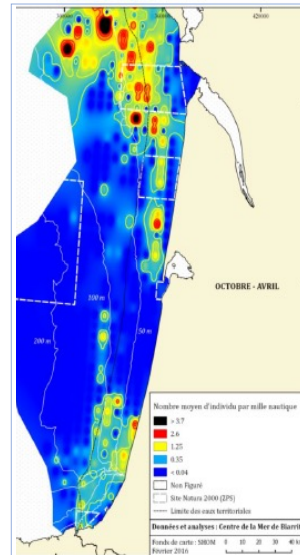 420000
OCTOBRE - AVRIL
100 m
50 m
200 m
Nombre moyen d'individu par mille nautique
> 3.7
2.6
1.25
0.35
< 0.04
Non Figuré
Site Natura 2000 (ZPS)
Limite des eaux territoriales
Données et analyses : Centre de la Mer de Biarrit
Fonds de carte : SHOM 0 10 20 40 k
Février 2016